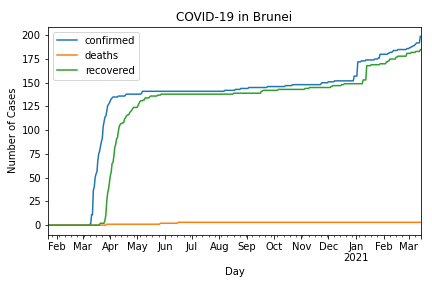 COVID-19 in Brunei
confirmed
deaths
recovered
Number of Cases
200
175
150
125
100
75
50
25
0
Feb Mar Apr May Jun Jul Aug Sep Oct Nov Dec Jan Feb Mar
2021
Day